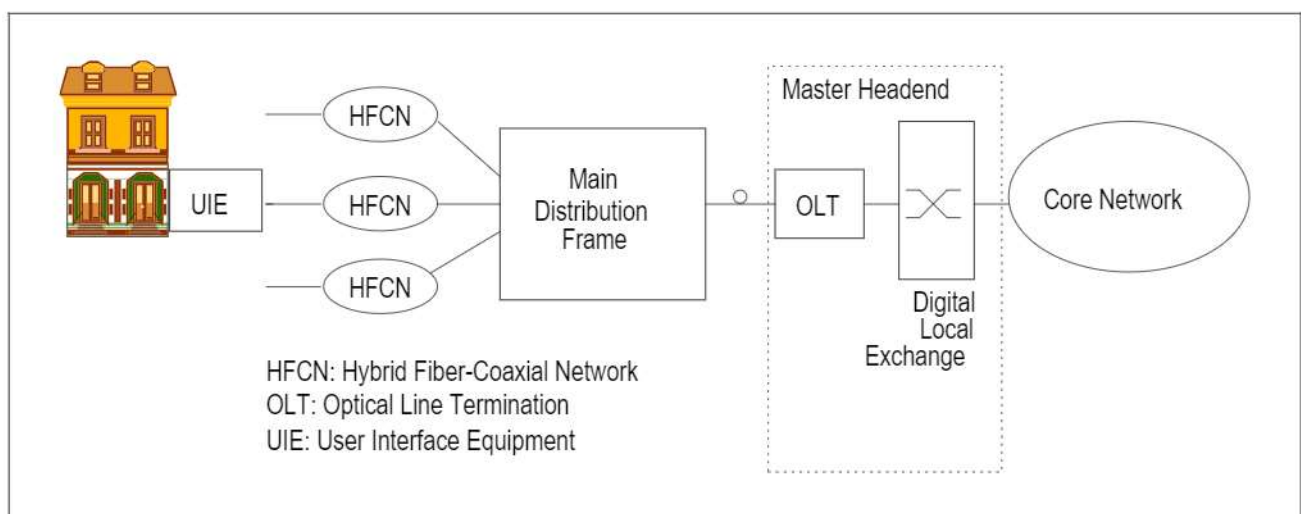 Master Headend
HFCN
UIE
HFCN
HFCN
Main
Distribution
Frame
OLT
Core Network
Digital
Local
Exchange
HFCN: Hybrid Fiber-Coaxial Network
OLT: Optical Line Termination
UIE: User Interface Equipment